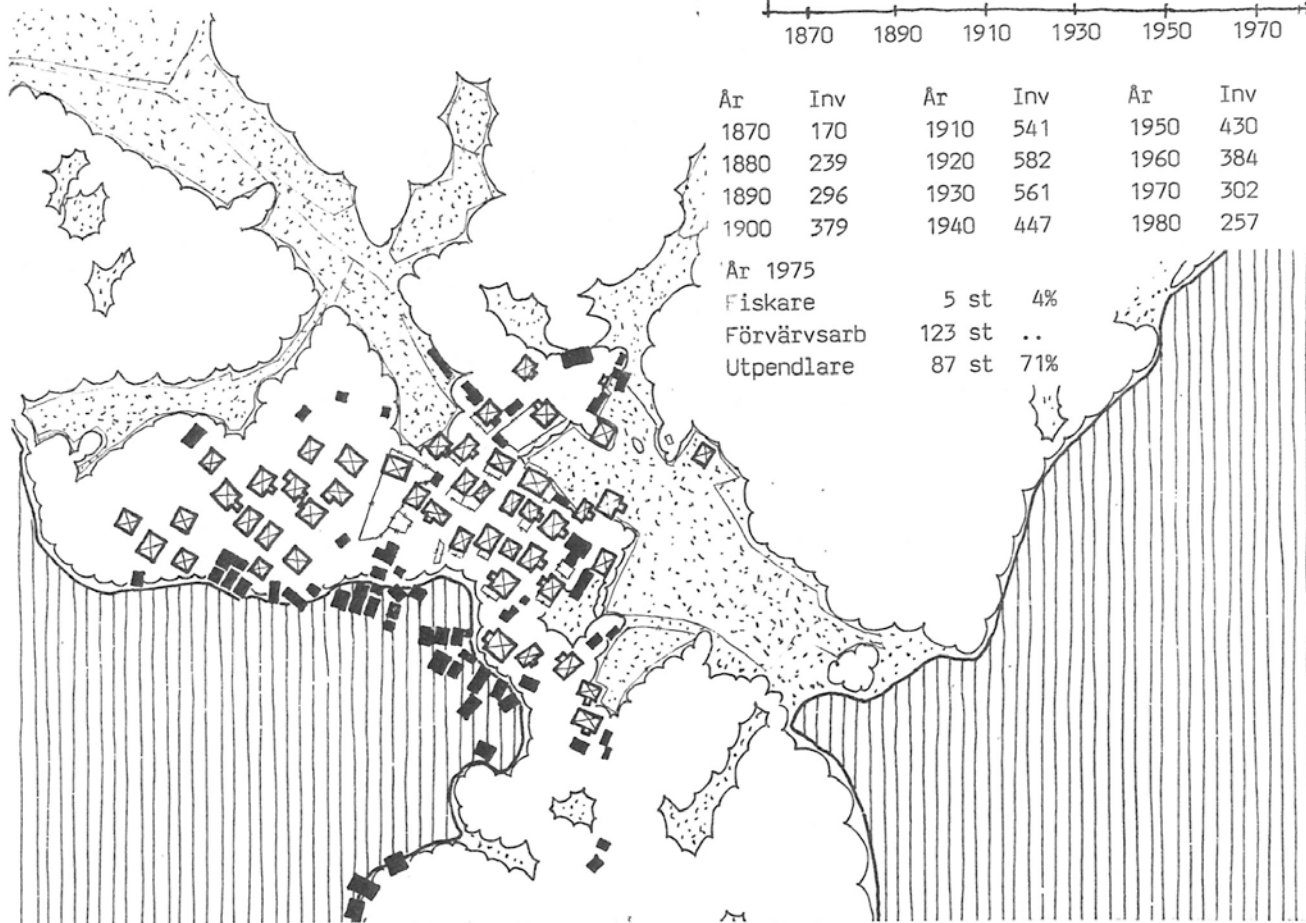 1870 1890 1910 1930 1950 1970
År Inv År Inv År Inv
1870 170 1910 541 1950 430
1880 239 1920 582 1960 384
1890 296 1930 561 1970 302
1900 379 1940 447 1980 257
År 1975
Fiskare 5 st 4%
Förvärvsarb 123 st ..
Utpendlare 87 st 71%